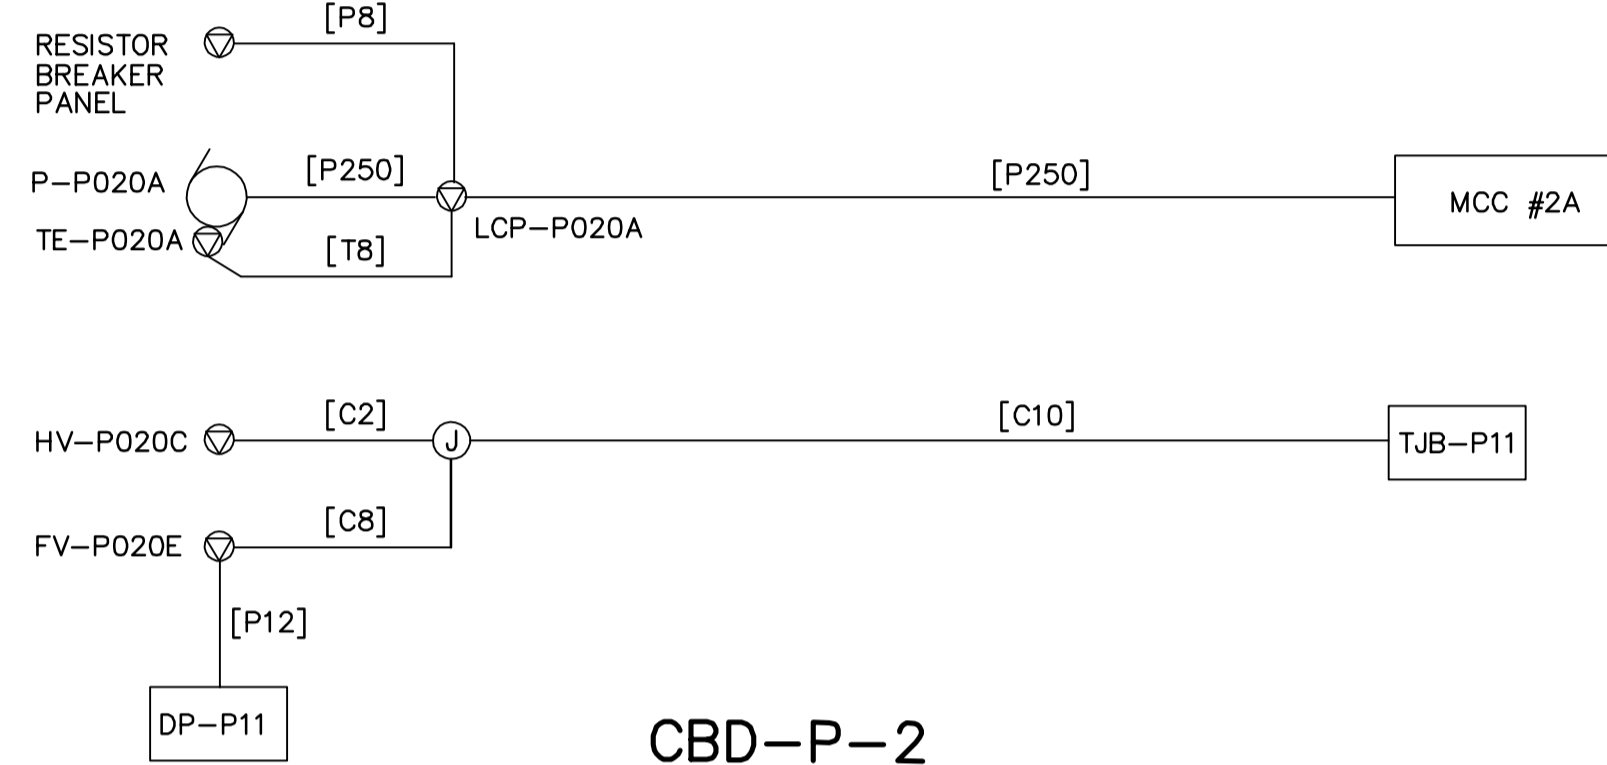 [P8]
RESISTOR
BREAKER
PANEL
P-P020A
[P250]
[P250]
MCC #2A
TE-P020A
LCP-P020A
[T8]
HV-P020C
[C2]
J
[C10]
TJB-P11
FV-P020E
[C8]
[P12]
DP-P11
CBD-P-2